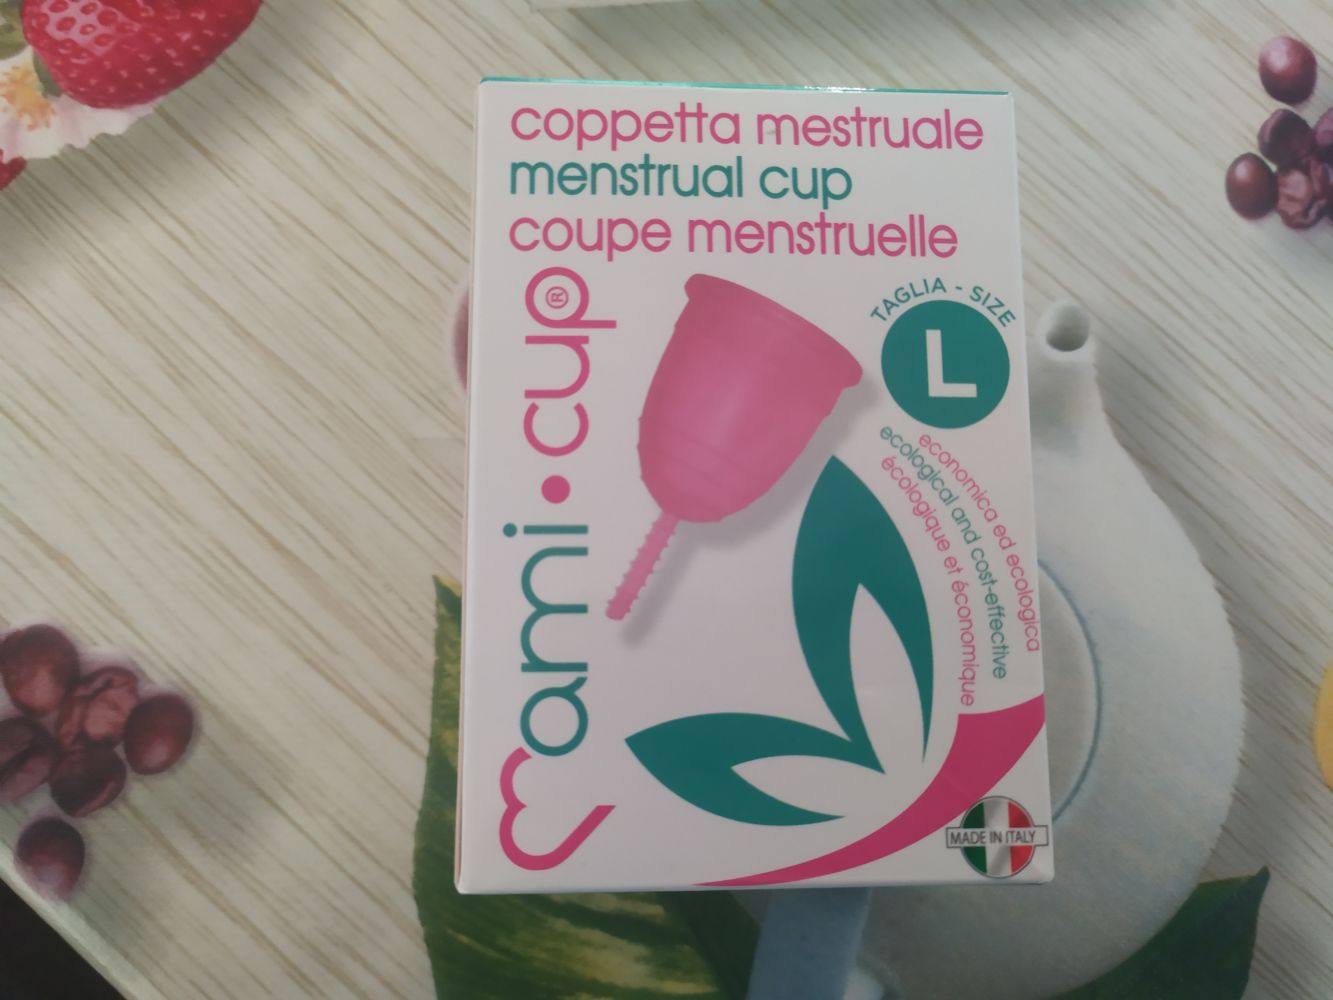 coppetta mestruale
menstrual cup
coupe menstruelle
mami•cup®
TAGLIA - SIZE
L
economica ed ecologica
ecological and cost-effective
écologique et économique
MADE IN ITALY